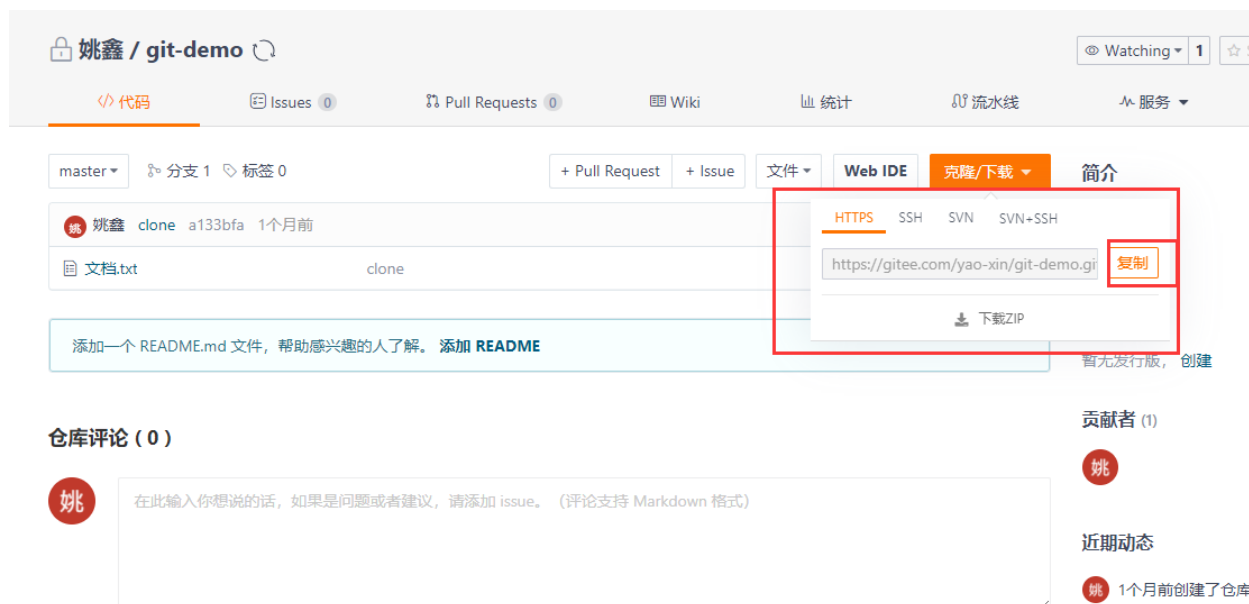 姚鑫 / git-demo
Watching 1
代码 Issues 0 Pull Requests 0 Wiki 统计 流水线 服务
master 分支 1 标签 0 + Pull Request + Issue 文件 Web IDE 克隆/下载 简介
HTTPS SSH SVN SVN+SSH
姚 姚鑫 clone a133bfa 1个月前
https://gitee.com/yao-xin/git-demo.gi 复制
文档.txt clone
下载ZIP
添加一个 README.md 文件，帮助感兴趣的人了解。 添加 README
暂无发行版， 创建
贡献者 (1)
仓库评论 ( 0 )
姚
姚 在此输入你想说的话，如果是问题或者建议，请添加 issue。（评论支持 Markdown 格式）
近期动态
姚 1个月前创建了仓库